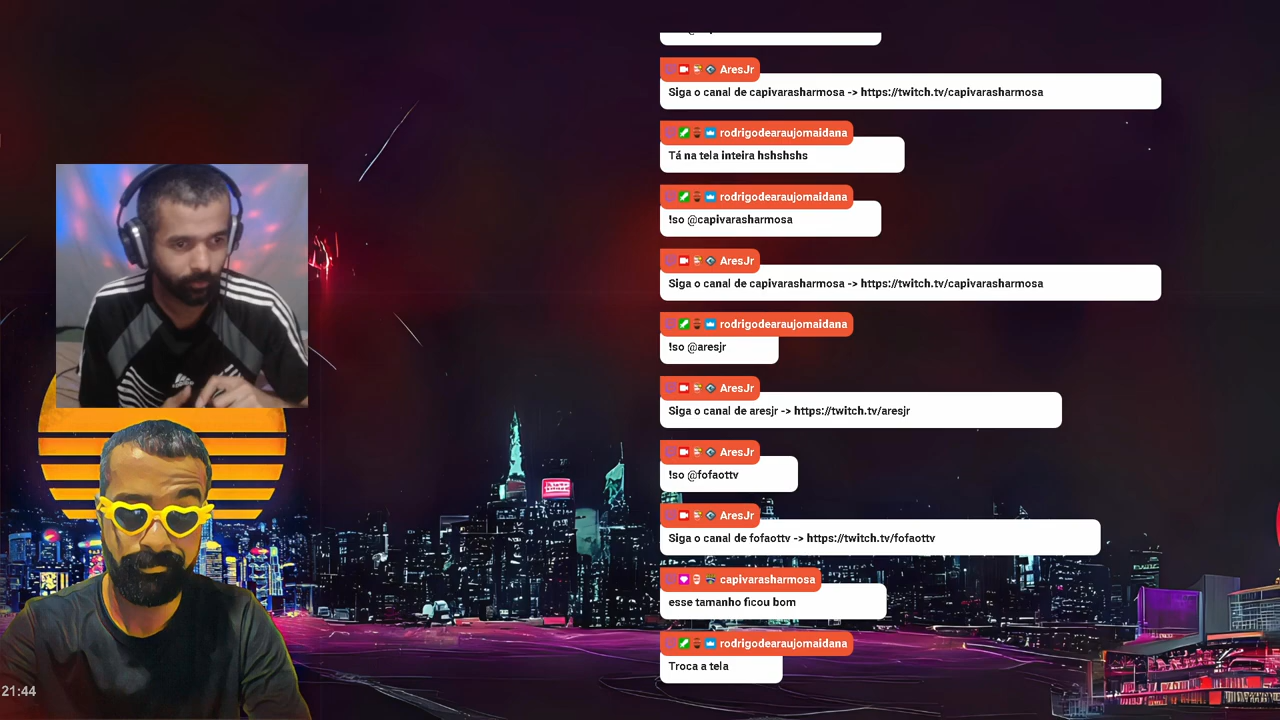 AresJr
Siga o canal de capivarasharmosa -> https://twitch.tv/capivarasharmosa
rodrigodearaujomaidana
Tá na tela inteira hshshshs
rodrigodearaujomaidana
!so @capivarasharmosa
AresJr
Siga o canal de capivarasharmosa -> https://twitch.tv/capivarasharmosa
rodrigodearaujomaidana
!so @aresjr
AresJr
Siga o canal de aresjr -> https://twitch.tv/aresjr
AresJr
!so @fofaottv
AresJr
Siga o canal de fofaottv -> https://twitch.tv/fofaottv
capivarasharmosa
esse tamanho ficou bom
rodrigodearaujomaidana
Troca a tela
21:44